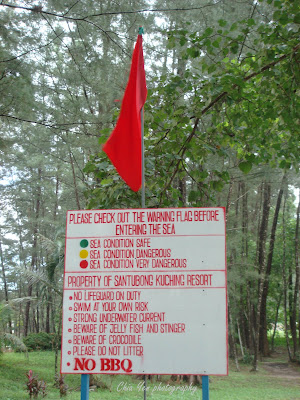 PLEASE CHECK OUT THE WARNING FLAG BEFORE
ENTERING THE SEA
SEA CONDITION SAFE
SEA CONDITION DANGEROUS
SEA CONDITION VERY DANGEROUS
PROPERTY OF SANTUBONG KUCHING RESORT
NO LIFEGUARD ON DUTY
SWIM AT YOUR OWN RISK
STRONG UNDERWATER CURRENT
BEWARE OF JELLY FISH AND STINGER
BEWARE OF CROCODILE
PLEASE DO NOT LITTER
NO BBQ
photography